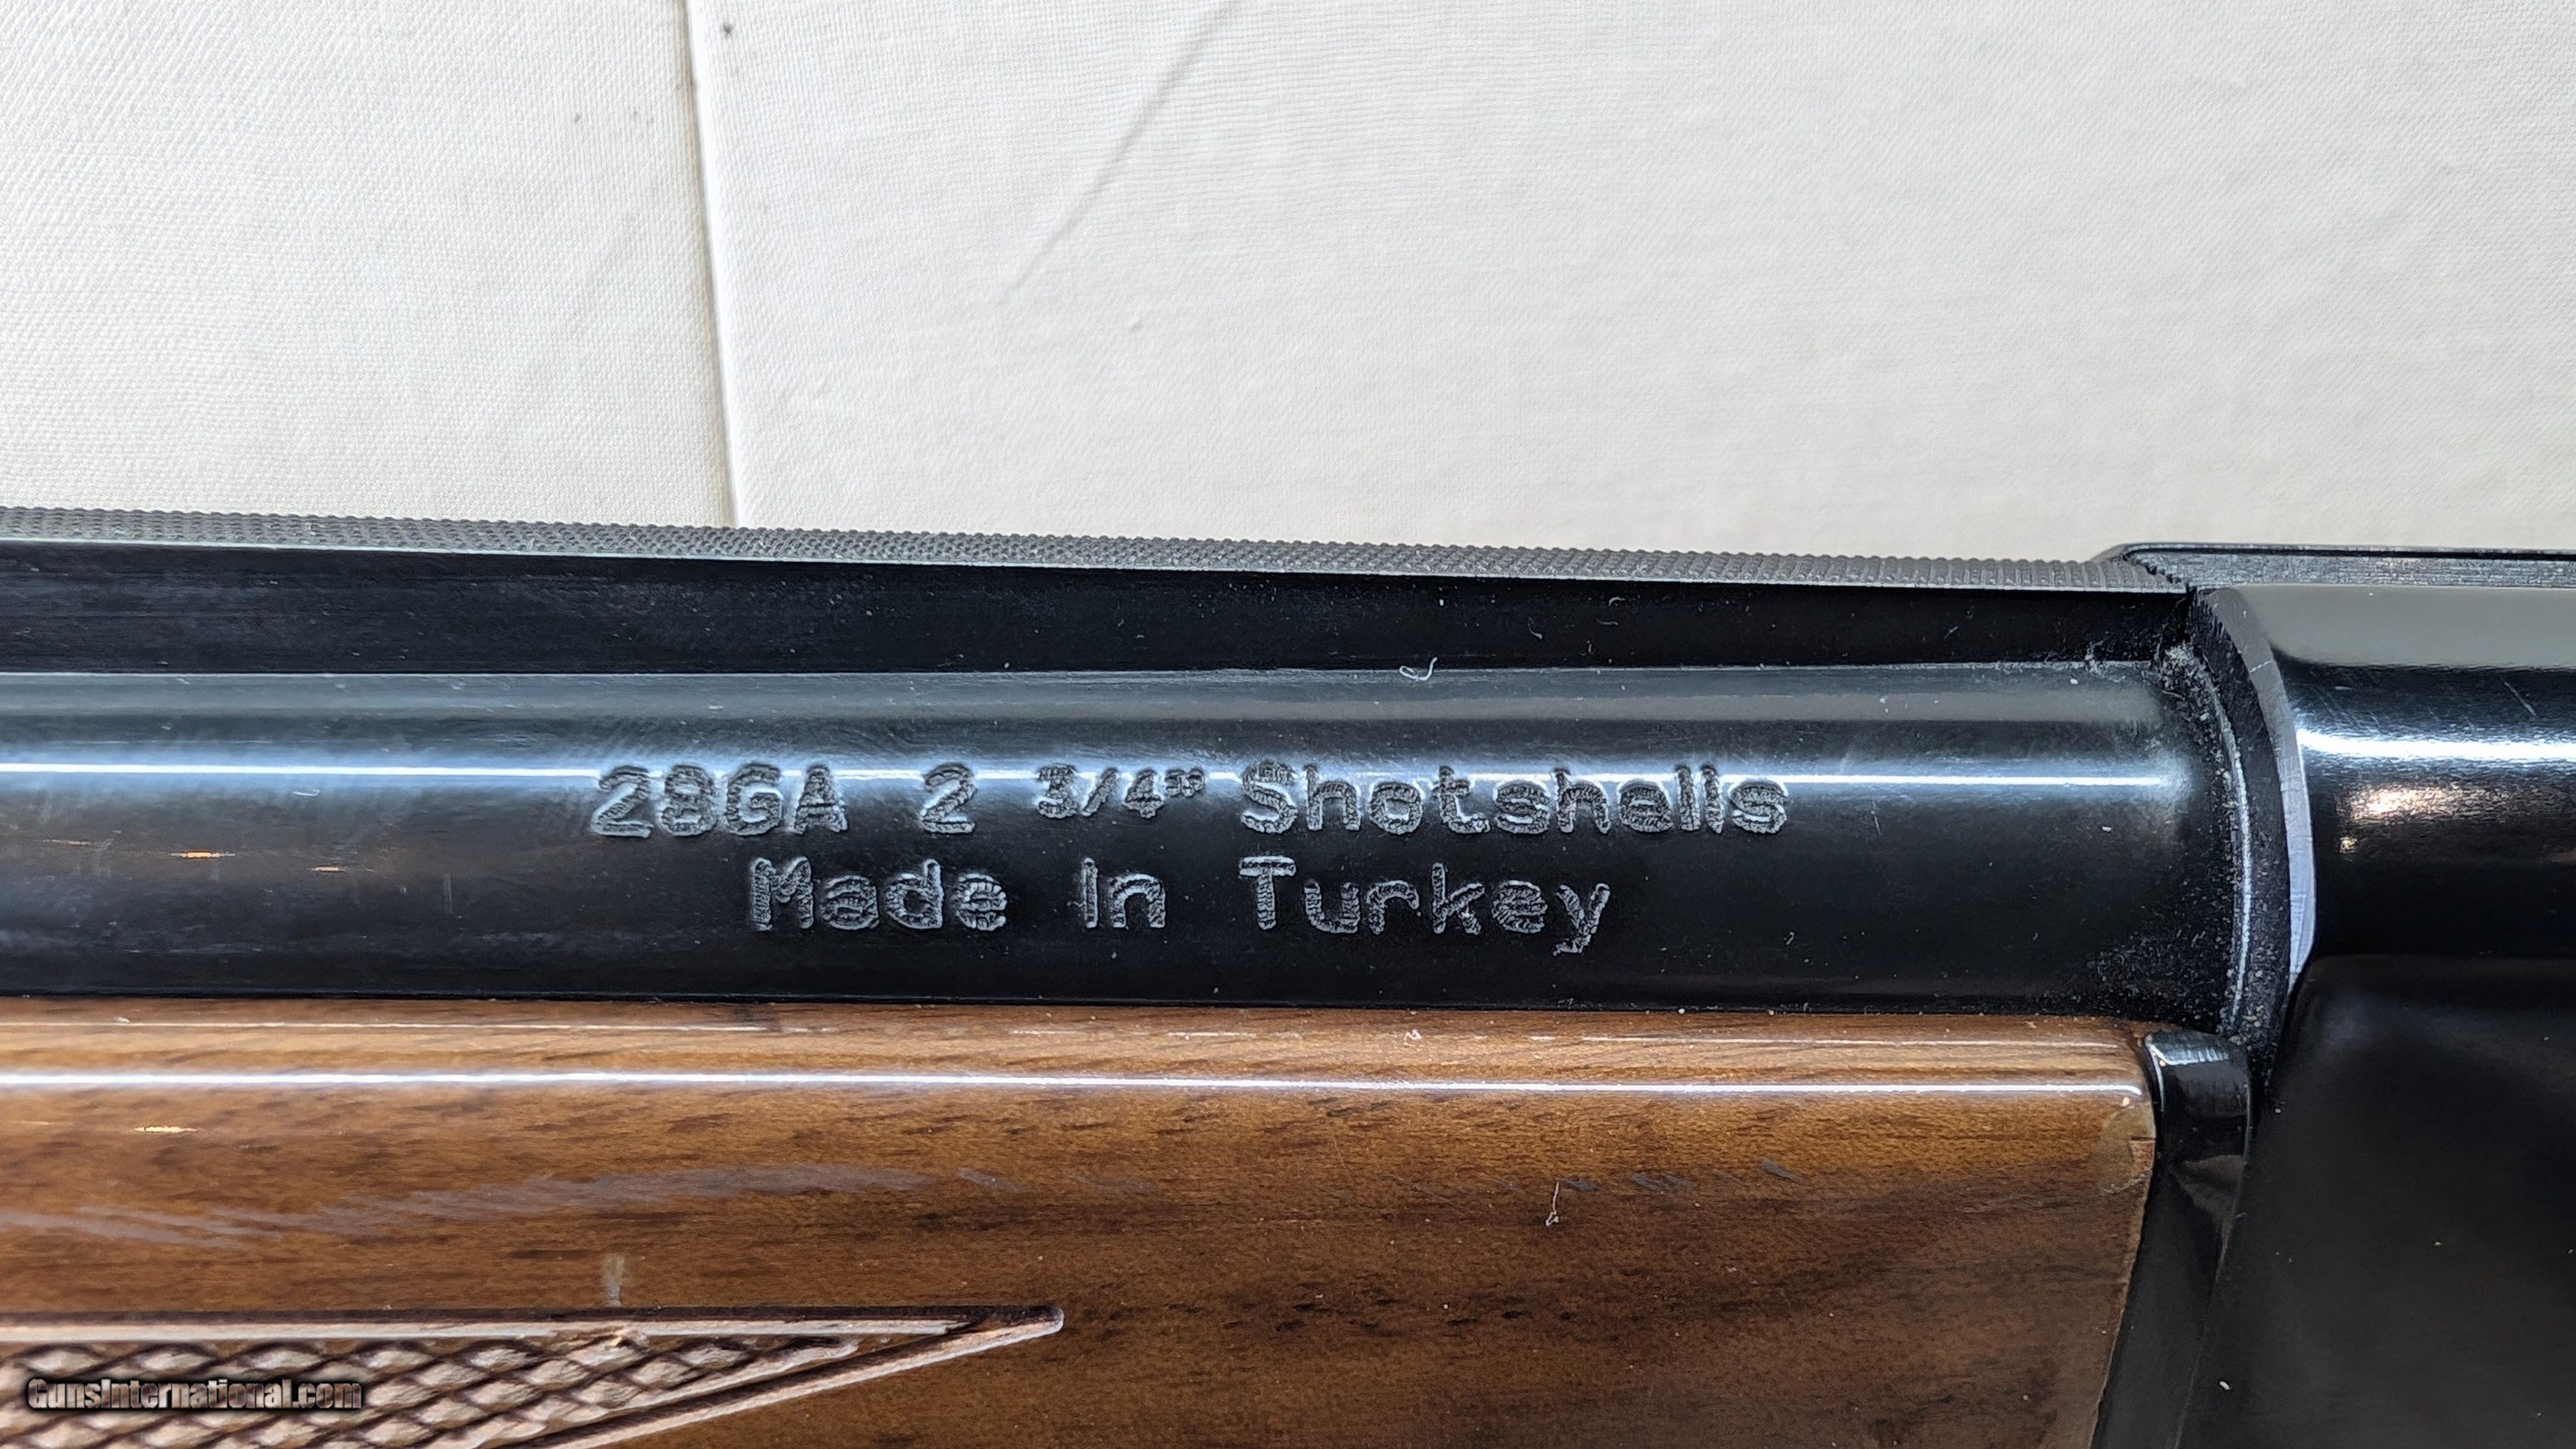 28GA 2 3/4" Shotshells
Made In Turkey
GunsInternational.com